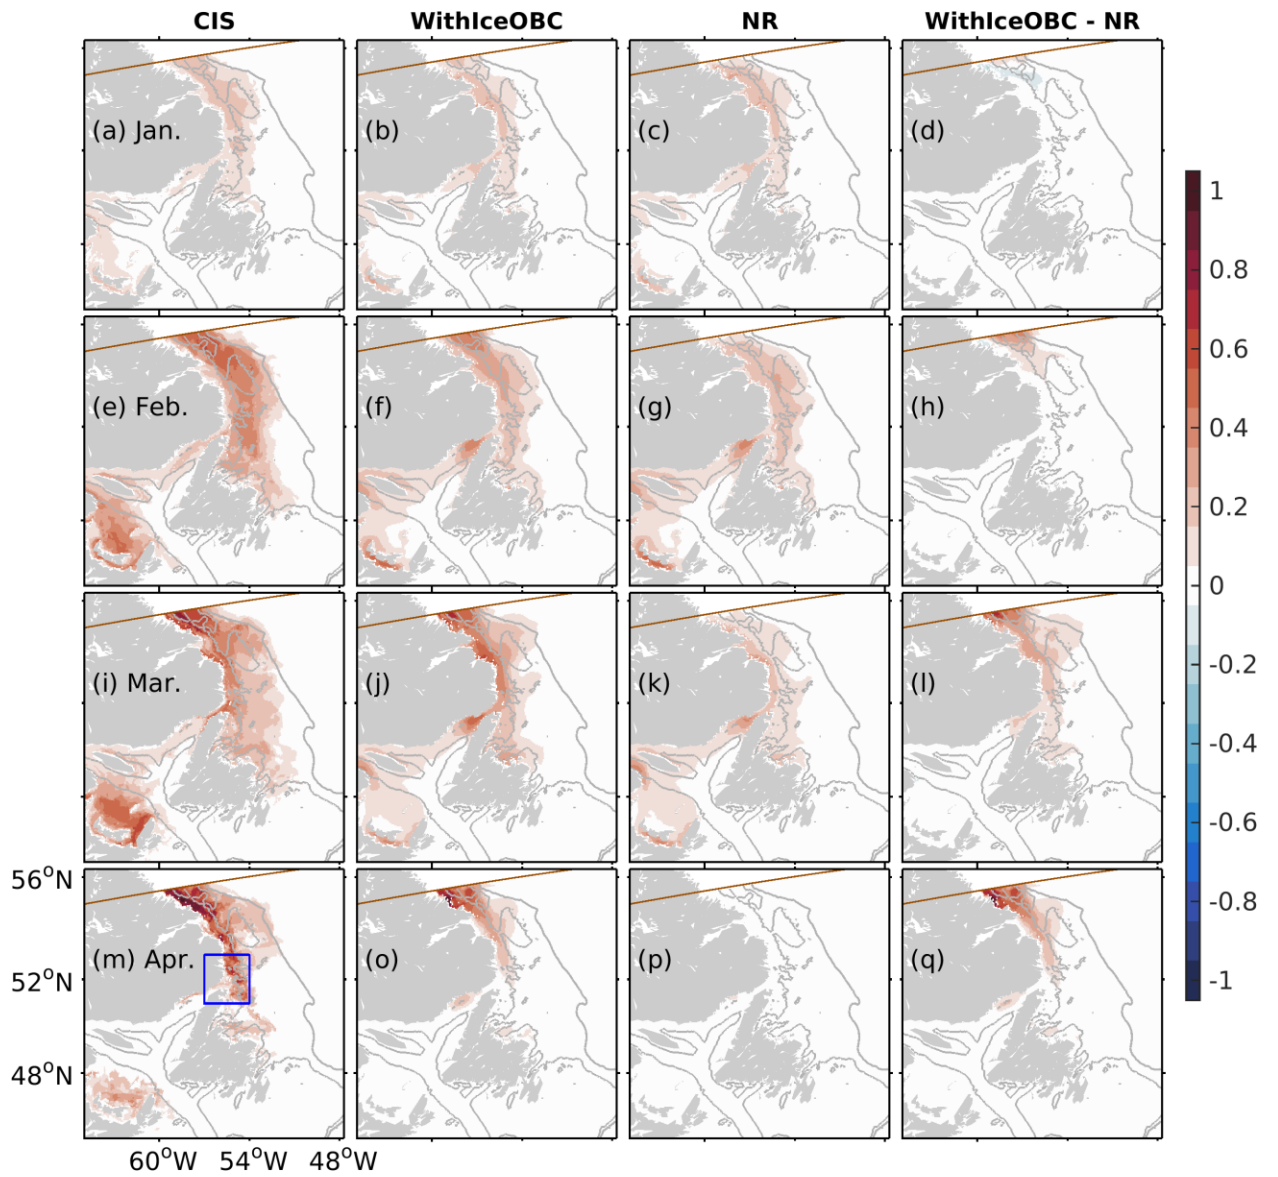 CIS WithIceOBC NR WithIceOBC - NR
(a) Jan. (b) (c) (d)
(e) Feb. (f) (g) (h)
(i) Mar. (j) (k) (l)
(m) Apr. (o) (p) (q)
1
0.8
0.6
0.4
0.2
0
-0.2
-0.4
-0.6
-0.8
-1
56°N
52°N
48°N
60°W 54°W 48°W